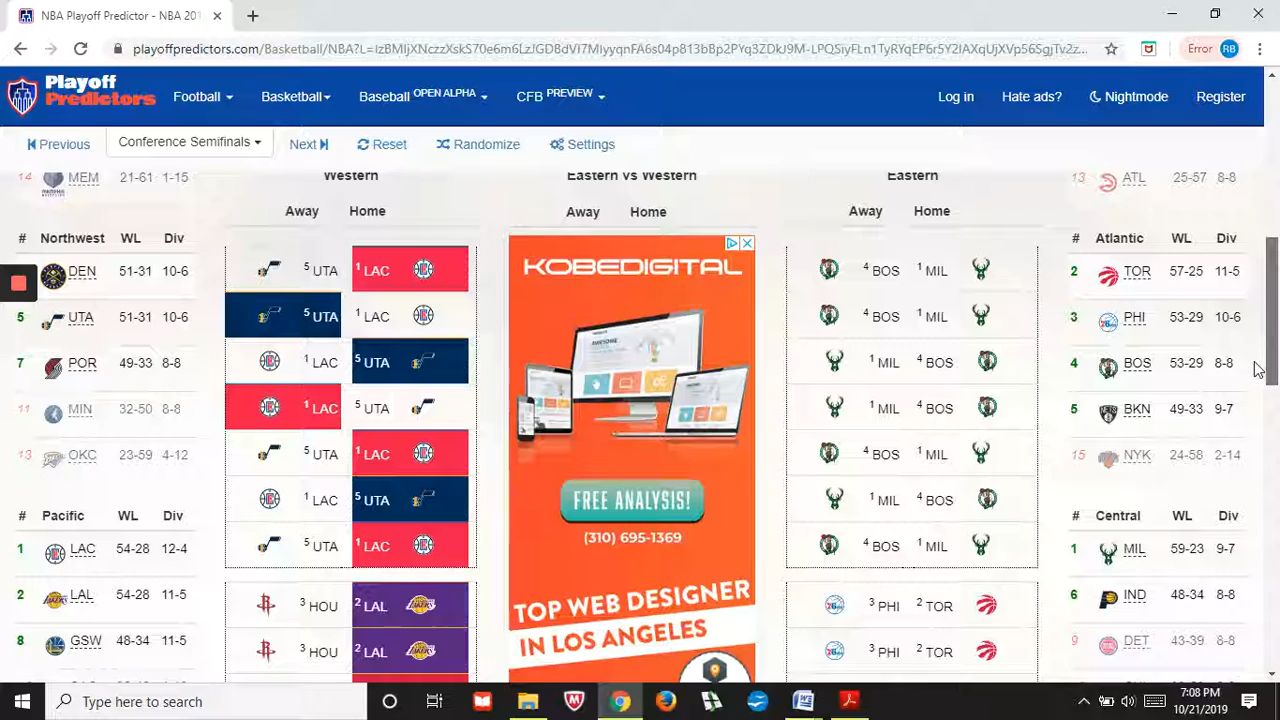 NBA Playoff Predictor - NBA 201
playoffpredictors.com/Basketball/NBA?L=
Error RB
Playoff Predictors
Football Basketball Baseball OPEN ALPHA CFB PREVIEW Log in Hate ads? Nightmode Register
Previous Conference Semifinals Next Reset Randomize Settings
14 MEM 21-61 1-15
Western Eastern vs Western Eastern
13 ATL 25-57 8-8
Away Home Away Home Away Home
# Northwest WL Div
DEN 51-31 10-6
5 UTA 51-31 10-6
7 POR 49-33 8-8
11 MIN 32-50 8-8
13 OKC 23-59 4-12
# Pacific WL Div
1 LAC 54-28 12-4
2 LAL 54-28 11-5
8 GSW 48-34 11-5
5 UTA 1 LAC
5 UTA 1 LAC
1 LAC 5 UTA
1 LAC 5 UTA
5 UTA 1 LAC
1 LAC 5 UTA
5 UTA 1 LAC
3 HOU 2 LAL
3 HOU 2 LAL
KOBEDIGITAL
FREE ANALYSIS!
(310) 695-1369
TOP WEB DESIGNER
IN LOS ANGELES
4 BOS 1 MIL
4 BOS 1 MIL
1 MIL 4 BOS
1 MIL 4 BOS
4 BOS 1 MIL
1 MIL 4 BOS
4 BOS 1 MIL
3 PHI 2 TOR
3 PHI 2 TOR
# Atlantic WL Div
2 TOR 57-25 11-5
3 PHI 53-29 10-6
4 BOS 53-29 8-8
5 BKN 49-33 9-7
15 NYK 24-58 2-14
# Central WL Div
1 MIL 59-23 9-7
6 IND 48-34 8-8
9 DET 43-39 8-8
Type here to search
7:08 PM
10/21/2019